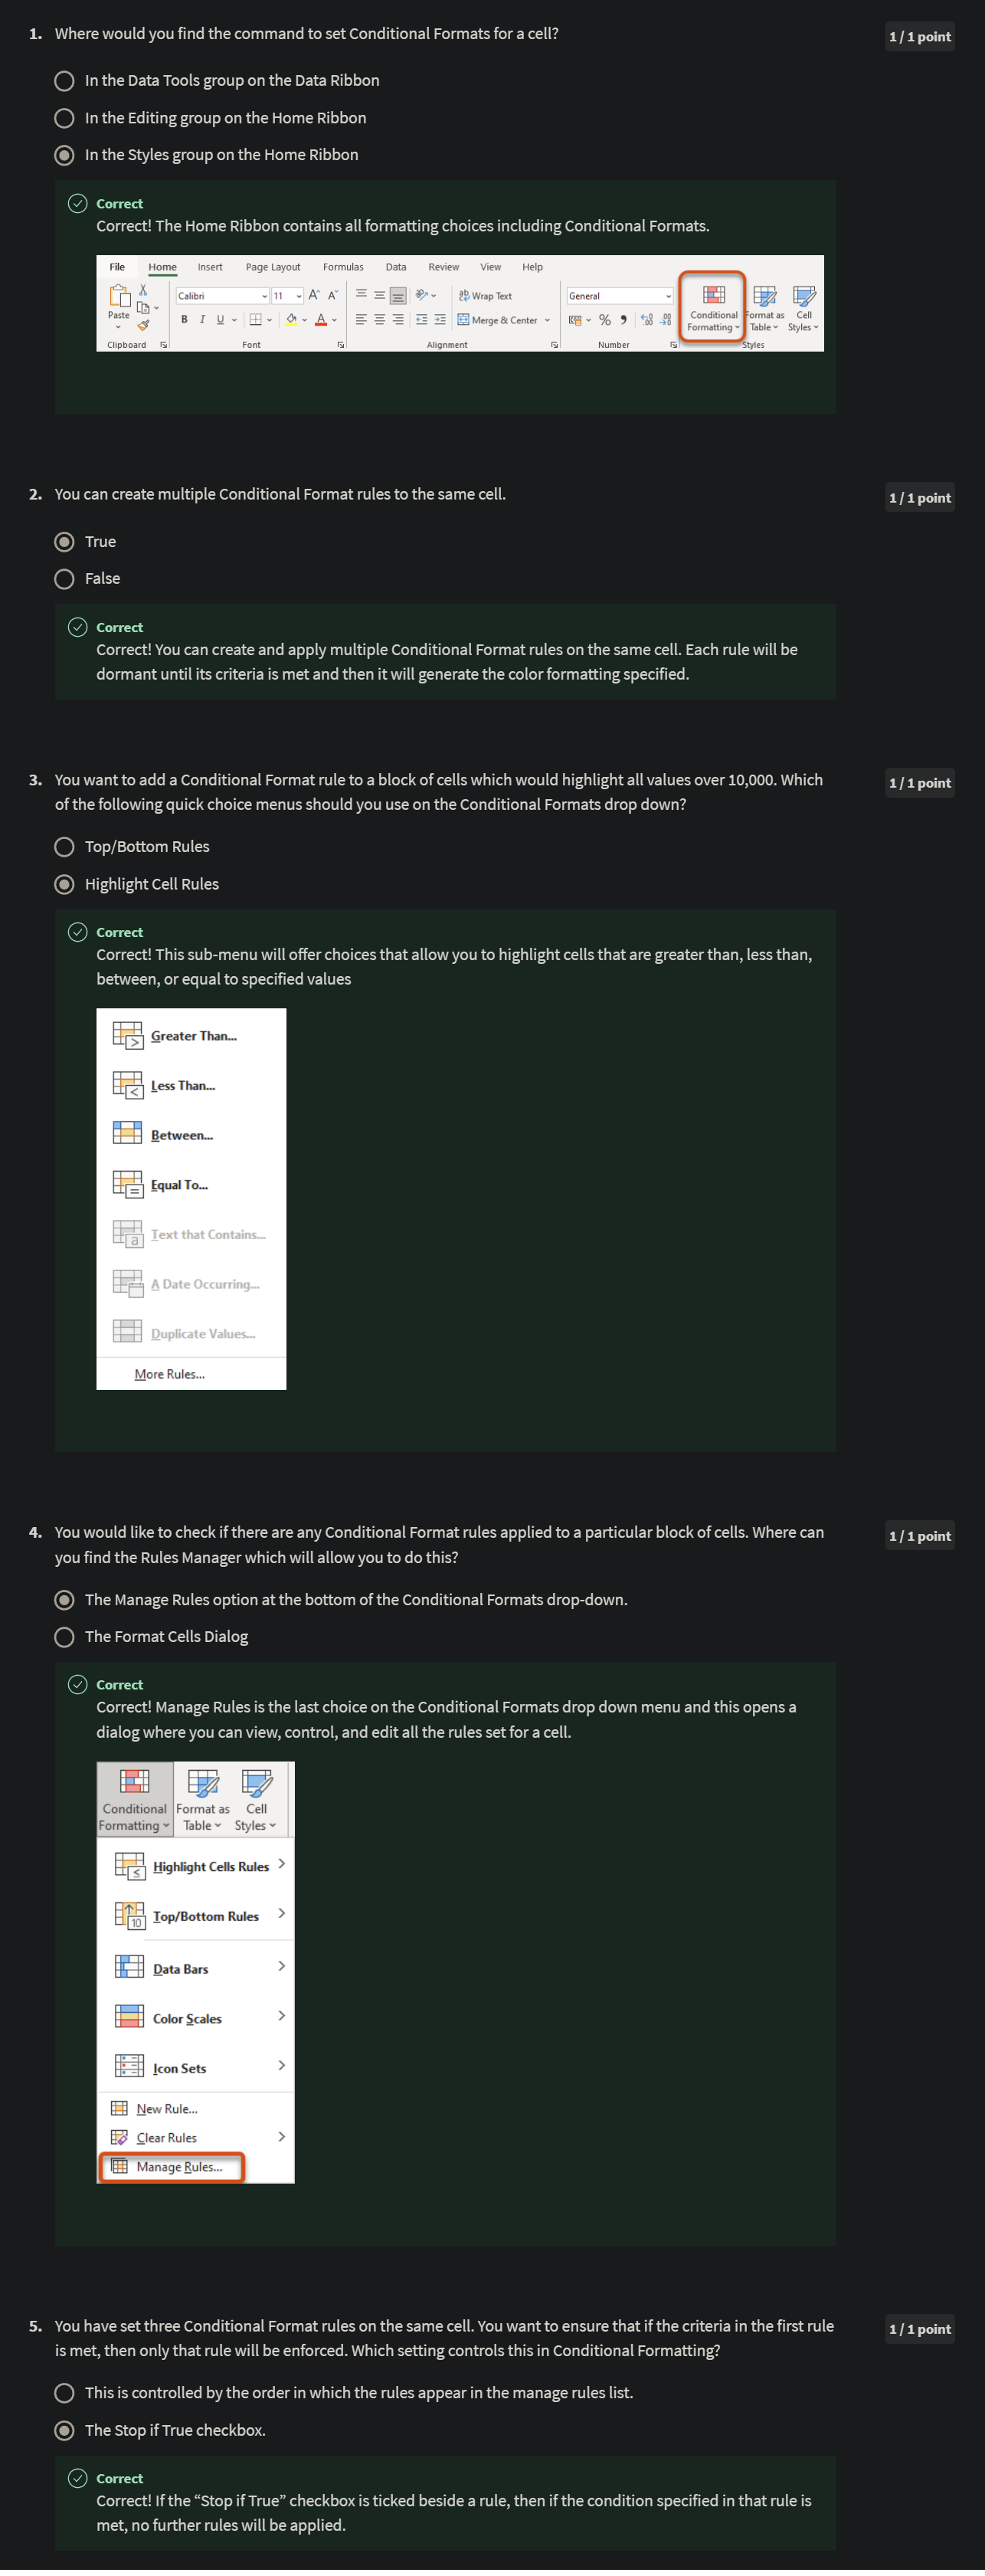 1. Where would you find the command to set Conditional Formats for a cell?
1 / 1 point
In the Data Tools group on the Data Ribbon
In the Editing group on the Home Ribbon
In the Styles group on the Home Ribbon
Correct
Correct! The Home Ribbon contains all formatting choices including Conditional Formats.
File Home Insert Page Layout Formulas Data Review View Help
Paste
Calibri 11 A A
B I U A
Wrap Text
Merge & Center
General
% 9
Conditional Formatting
Format as Table
Cell Styles
Clipboard Font Alignment Number Styles
2. You can create multiple Conditional Format rules to the same cell.
1 / 1 point
True
False
Correct
Correct! You can create and apply multiple Conditional Format rules on the same cell. Each rule will be
dormant until its criteria is met and then it will generate the color formatting specified.
3. You want to add a Conditional Format rule to a block of cells which would highlight all values over 10,000. Which
of the following quick choice menus should you use on the Conditional Formats drop down?
1 / 1 point
Top/Bottom Rules
Highlight Cell Rules
Correct
Correct! This sub-menu will offer choices that allow you to highlight cells that are greater than, less than,
between, or equal to specified values
Greater Than...
Less Than...
Between...
Equal To...
Text that Contains...
A Date Occurring...
Duplicate Values...
More Rules...
4. You would like to check if there are any Conditional Format rules applied to a particular block of cells. Where can
you find the Rules Manager which will allow you to do this?
1 / 1 point
The Manage Rules option at the bottom of the Conditional Formats drop-down.
The Format Cells Dialog
Correct
Correct! Manage Rules is the last choice on the Conditional Formats drop down menu and this opens a
dialog where you can view, control, and edit all the rules set for a cell.
Conditional Format as Cell
Formatting Table Styles
Highlight Cells Rules
10 Top/Bottom Rules
Data Bars
Color Scales
Icon Sets
New Rule...
Clear Rules
Manage Rules...
5. You have set three Conditional Format rules on the same cell. You want to ensure that if the criteria in the first rule
is met, then only that rule will be enforced. Which setting controls this in Conditional Formatting?
1 / 1 point
This is controlled by the order in which the rules appear in the manage rules list.
The Stop if True checkbox.
Correct
Correct! If the “Stop if True” checkbox is ticked beside a rule, then if the condition specified in that rule is
met, no further rules will be applied.